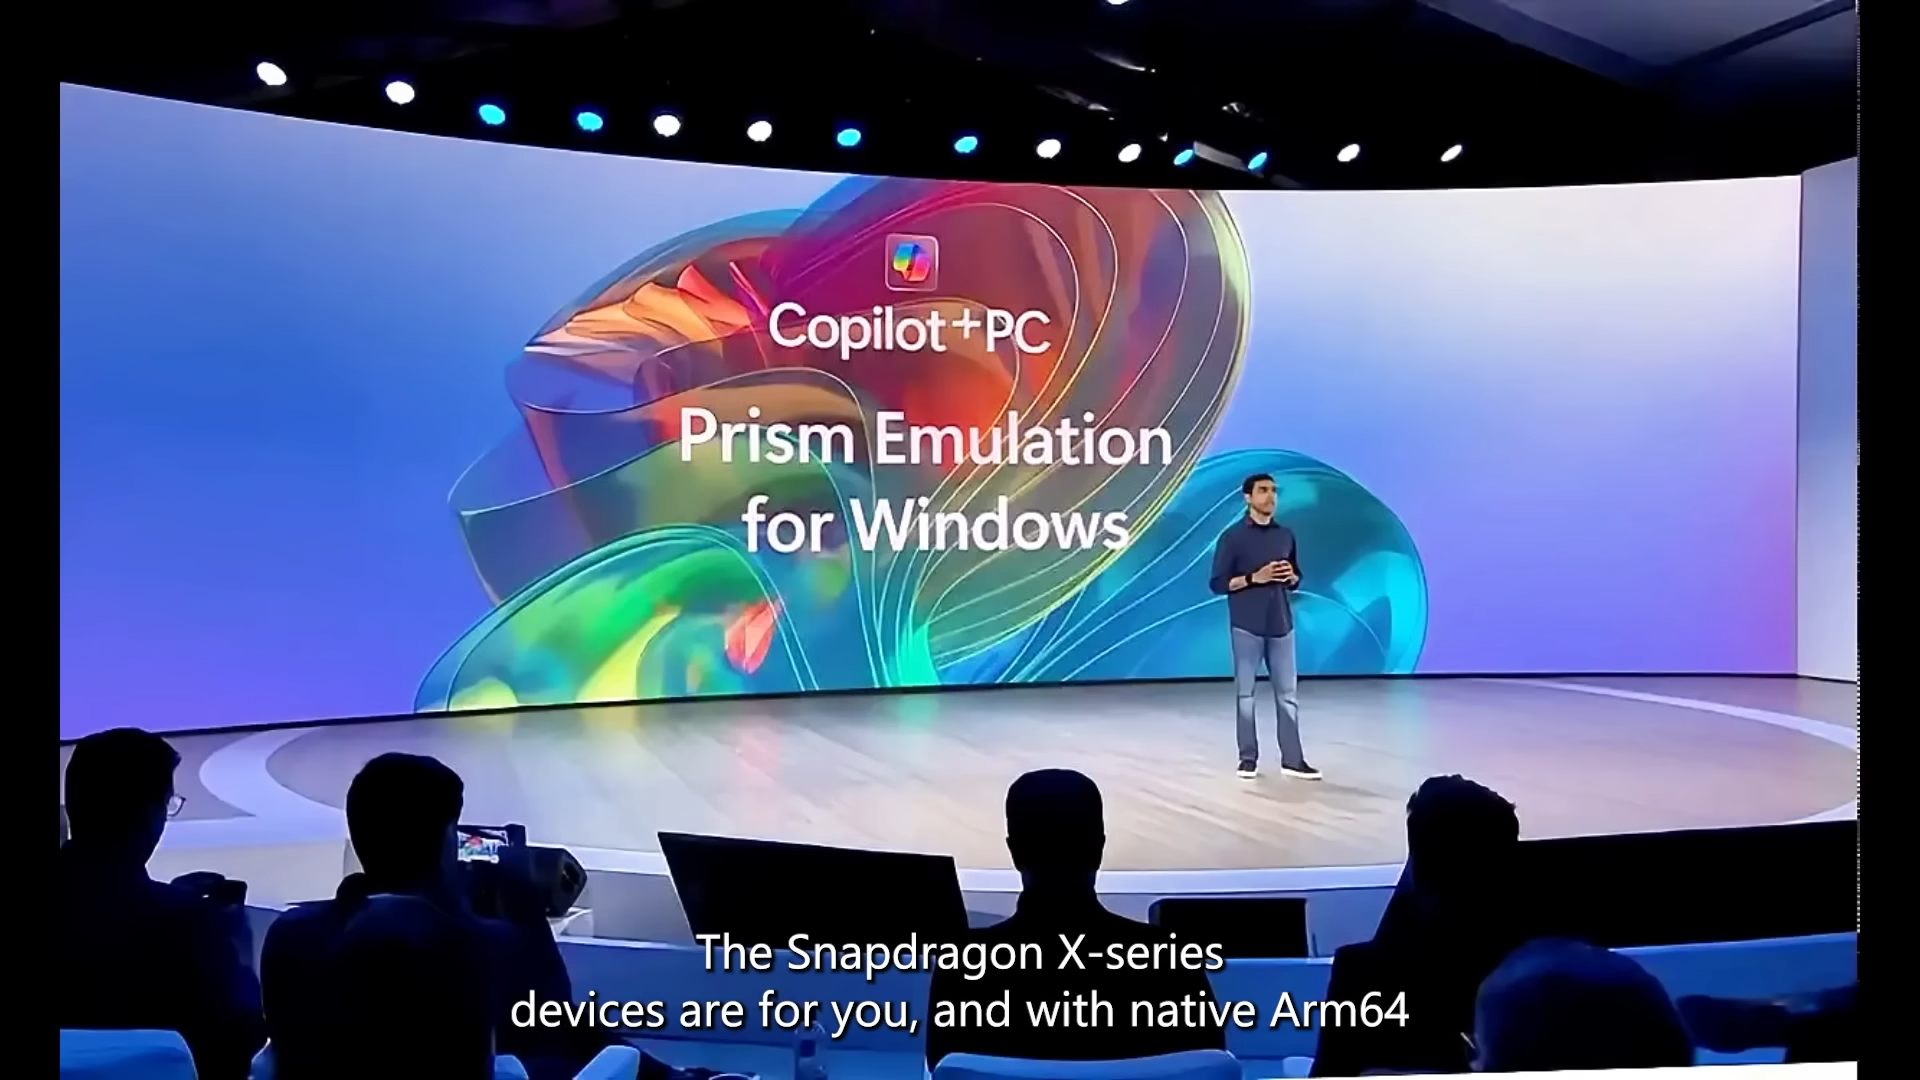 Copilot+PC
Prism Emulation
for Windows
The Snapdragon X-series
devices are for you, and with native Arm64